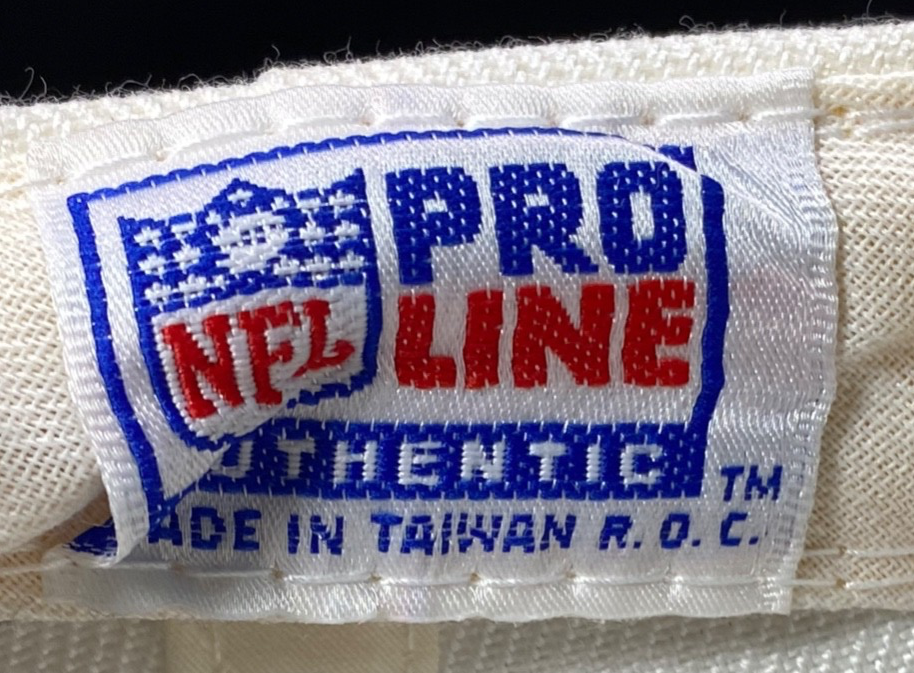 PRO
LINE
NFL
UTHENTIC
TM
ADE IN TAIWAN R.O.C.